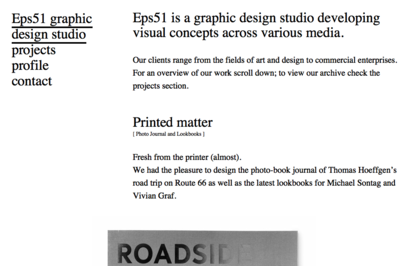 Eps51 graphic
design studio
projects
profile
contact
Eps51 is a graphic design studio developing
visual concepts across various media.
Our clients range from the fields of art and design to commercial enterprises.
For an overview of our work scroll down; to view our archive check the
projects section.
Printed matter
[ Photo Journal and Lookbooks ]
Fresh from the printer (almost).
We had the pleasure to design the photo-book journal of Thomas Hoeffgen's
road trip on Route 66 as well as the latest lookbooks for Michael Sontag and
Vivian Graf.
ROADSIDE